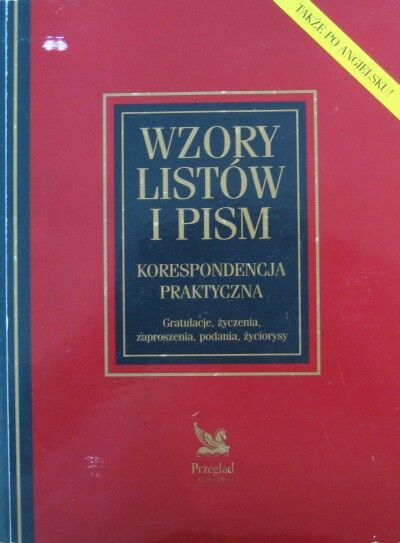 TAKŻE PO ANGIELSKU!
WZORY
LISTÓW
I PISM
KORESPONDENCJA
PRAKTYCZNA
Gratulacje, życzenia,
zaproszenia, podania, życiorysy
Przegląd